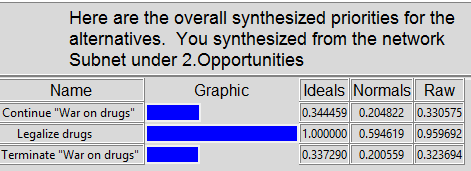 Here are the overall synthesized priorities for the
alternatives. You synthesized from the network
Subnet under 2.Opportunities
Name Graphic Ideals Normals Raw
Continue "War on drugs" 0.344459 0.204822 0.330575
Legalize drugs 1.000000 0.594619 0.959692
Terminate "War on drugs" 0.337290 0.200559 0.323694